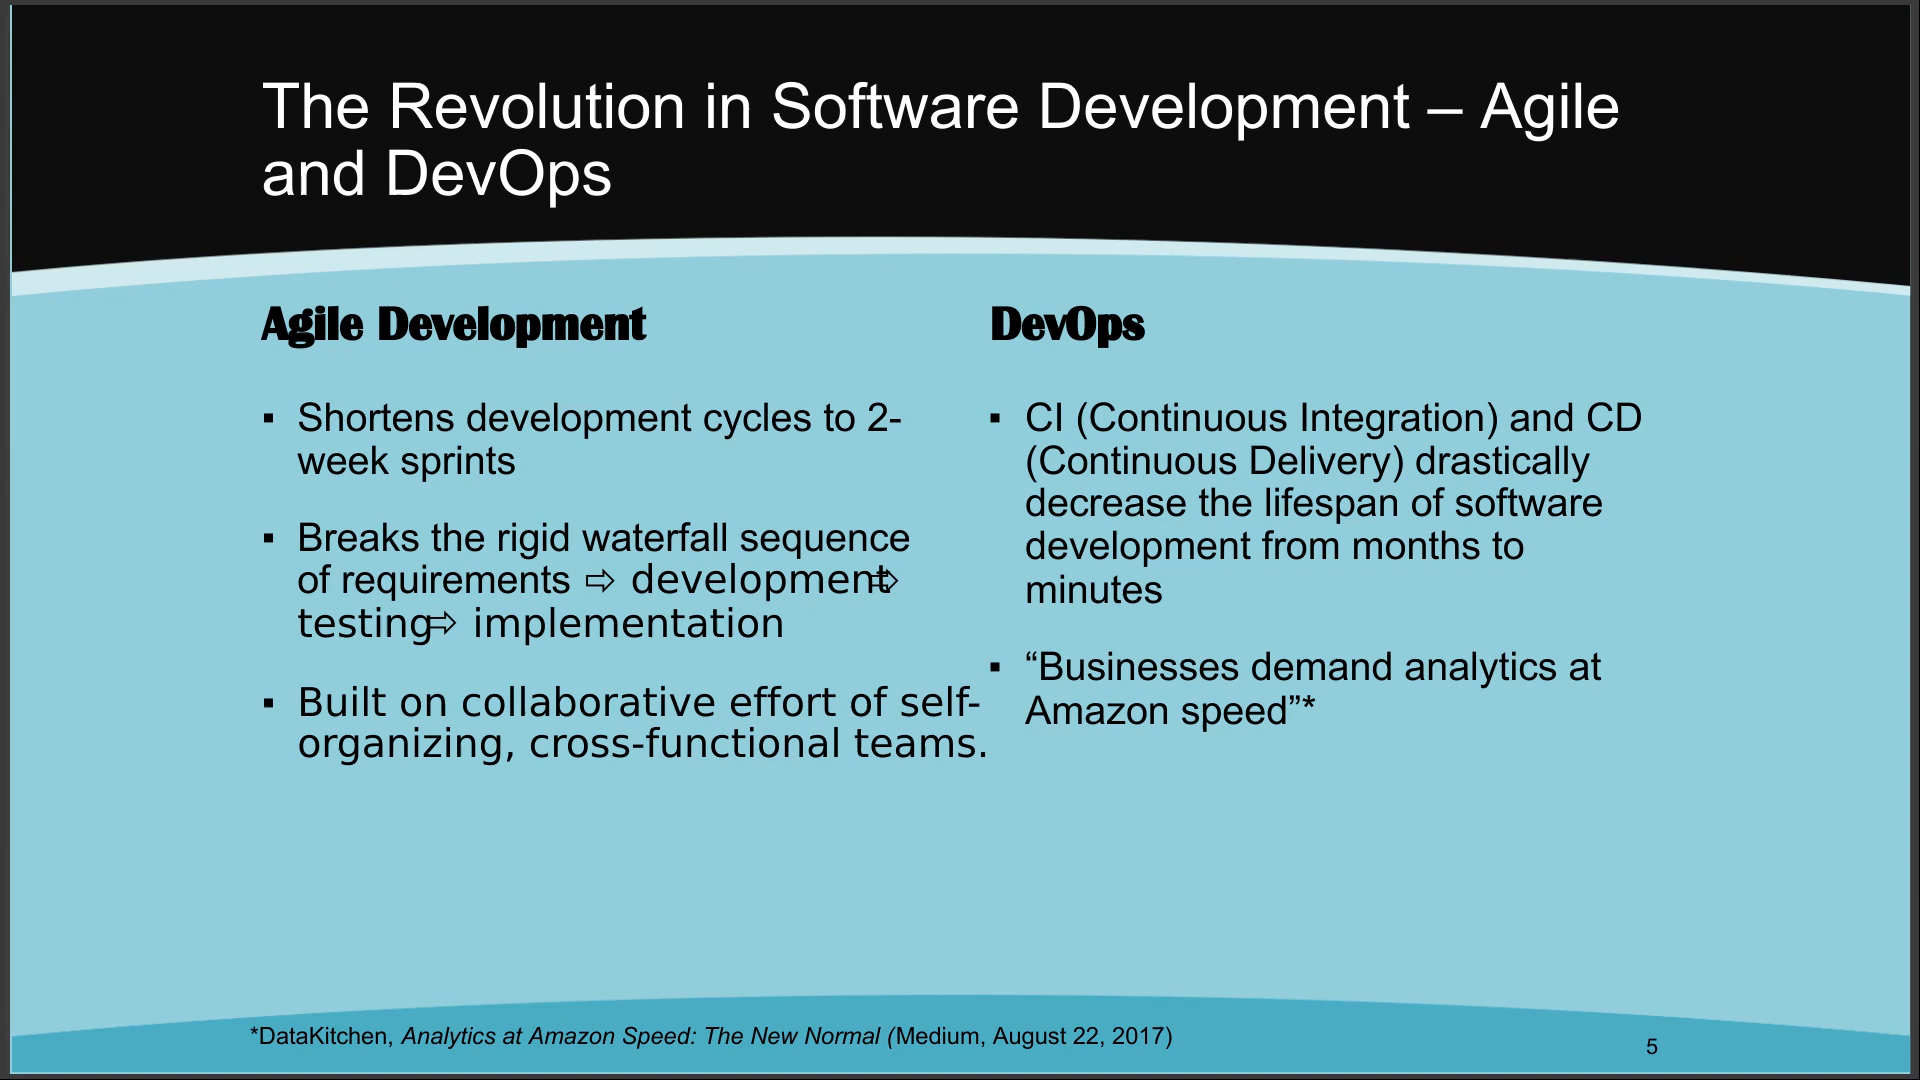 The Revolution in Software Development – Agile
and DevOps
Agile Development
▪ Shortens development cycles to 2-
week sprints
▪ Breaks the rigid waterfall sequence
of requirements ⇨ development⇨
testing⇨ implementation
▪ Built on collaborative effort of self-
organizing, cross-functional teams.
DevOps
▪ CI (Continuous Integration) and CD
(Continuous Delivery) drastically
decrease the lifespan of software
development from months to
minutes
▪ “Businesses demand analytics at
Amazon speed”*
*DataKitchen, Analytics at Amazon Speed: The New Normal (Medium, August 22, 2017)
5